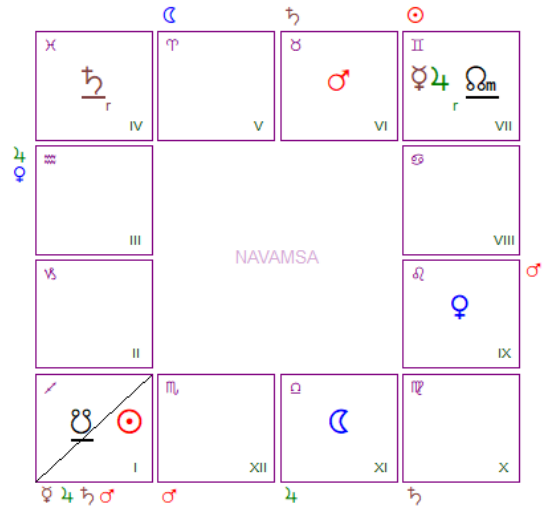 ☾ ♄ ☉
♓ ♈ ♉ ♊
♄ ♂ ☿ ♃ ☊m
r r
IV V VI VII
♃
♀
♒ ♋
III VIII
NAVAMSA
♑ ♌ ♂
♀
II IX
♐ ♏ ♎ ♍
☋ ☉ ☾
I XII XI X
☿ ♃ ♄ ♂ ♂ ♃ ♄